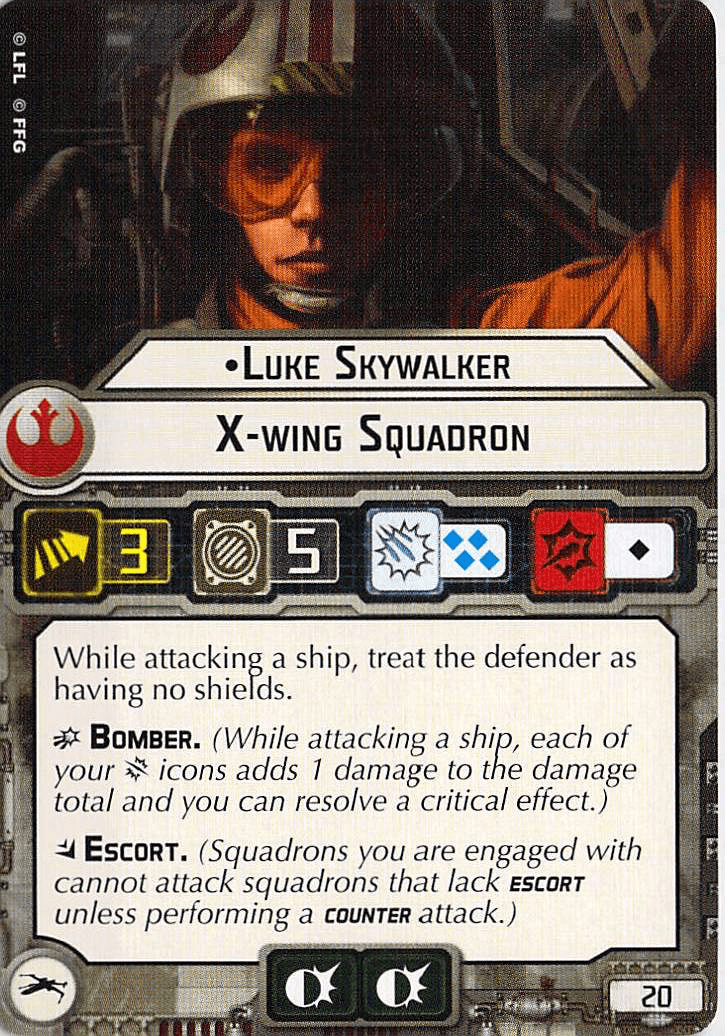 © LFL © FFG
•Luke Skywalker
X-wing Squadron
3 5
While attacking a ship, treat the defender as
having no shields.
Bomber. (While attacking a ship, each of
your icons adds 1 damage to the damage
total and you can resolve a critical effect.)
Escort. (Squadrons you are engaged with
cannot attack squadrons that lack escort
unless performing a counter attack.)
20